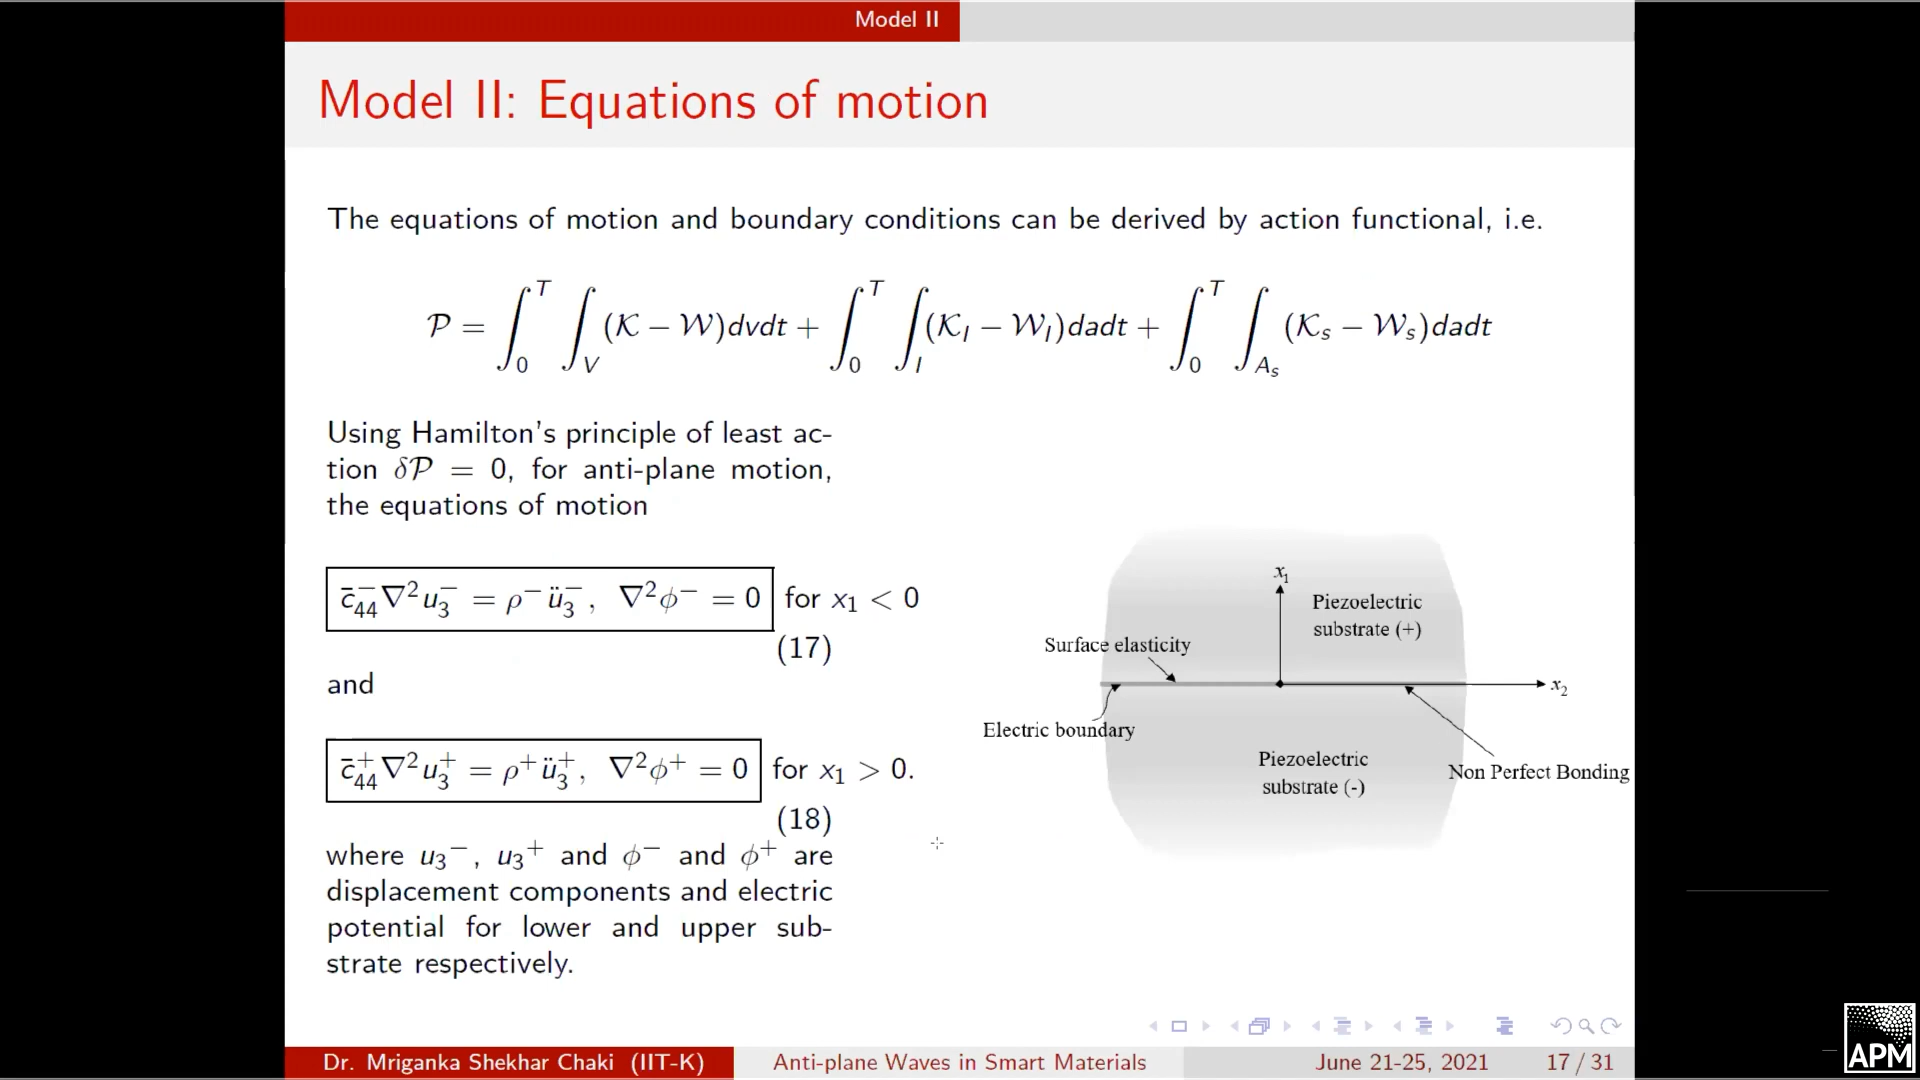 Model II
Model II: Equations of motion
The equations of motion and boundary conditions can be derived by action functional, i.e.
𝒫 = ∫_0^T ∫_V (𝒦 − 𝒲)dvdt + ∫_0^T ∫_I (𝒦_I − 𝒲_I)dadt + ∫_0^T ∫_{A_s} (𝒦_s − 𝒲_s)dadt
Using Hamilton's principle of least ac-
tion δ𝒫 = 0, for anti-plane motion,
the equations of motion
c̄₄₄⁻∇²u₃⁻ = ρ⁻ü₃⁻, ∇²ϕ⁻ = 0 for x₁ < 0
(17)
and
c̄₄₄⁺∇²u₃⁺ = ρ⁺ü₃⁺, ∇²ϕ⁺ = 0 for x₁ > 0.
(18)
where u₃⁻, u₃⁺ and ϕ⁻ and ϕ⁺ are
displacement components and electric
potential for lower and upper sub-
strate respectively.
x₁
Piezoelectric
substrate (+)
Surface elasticity
x₂
Electric boundary
Piezoelectric
substrate (-)
Non Perfect Bonding
Dr. Mriganka Shekhar Chaki (IIT-K) Anti-plane Waves in Smart Materials June 21-25, 2021 17 / 31
APM